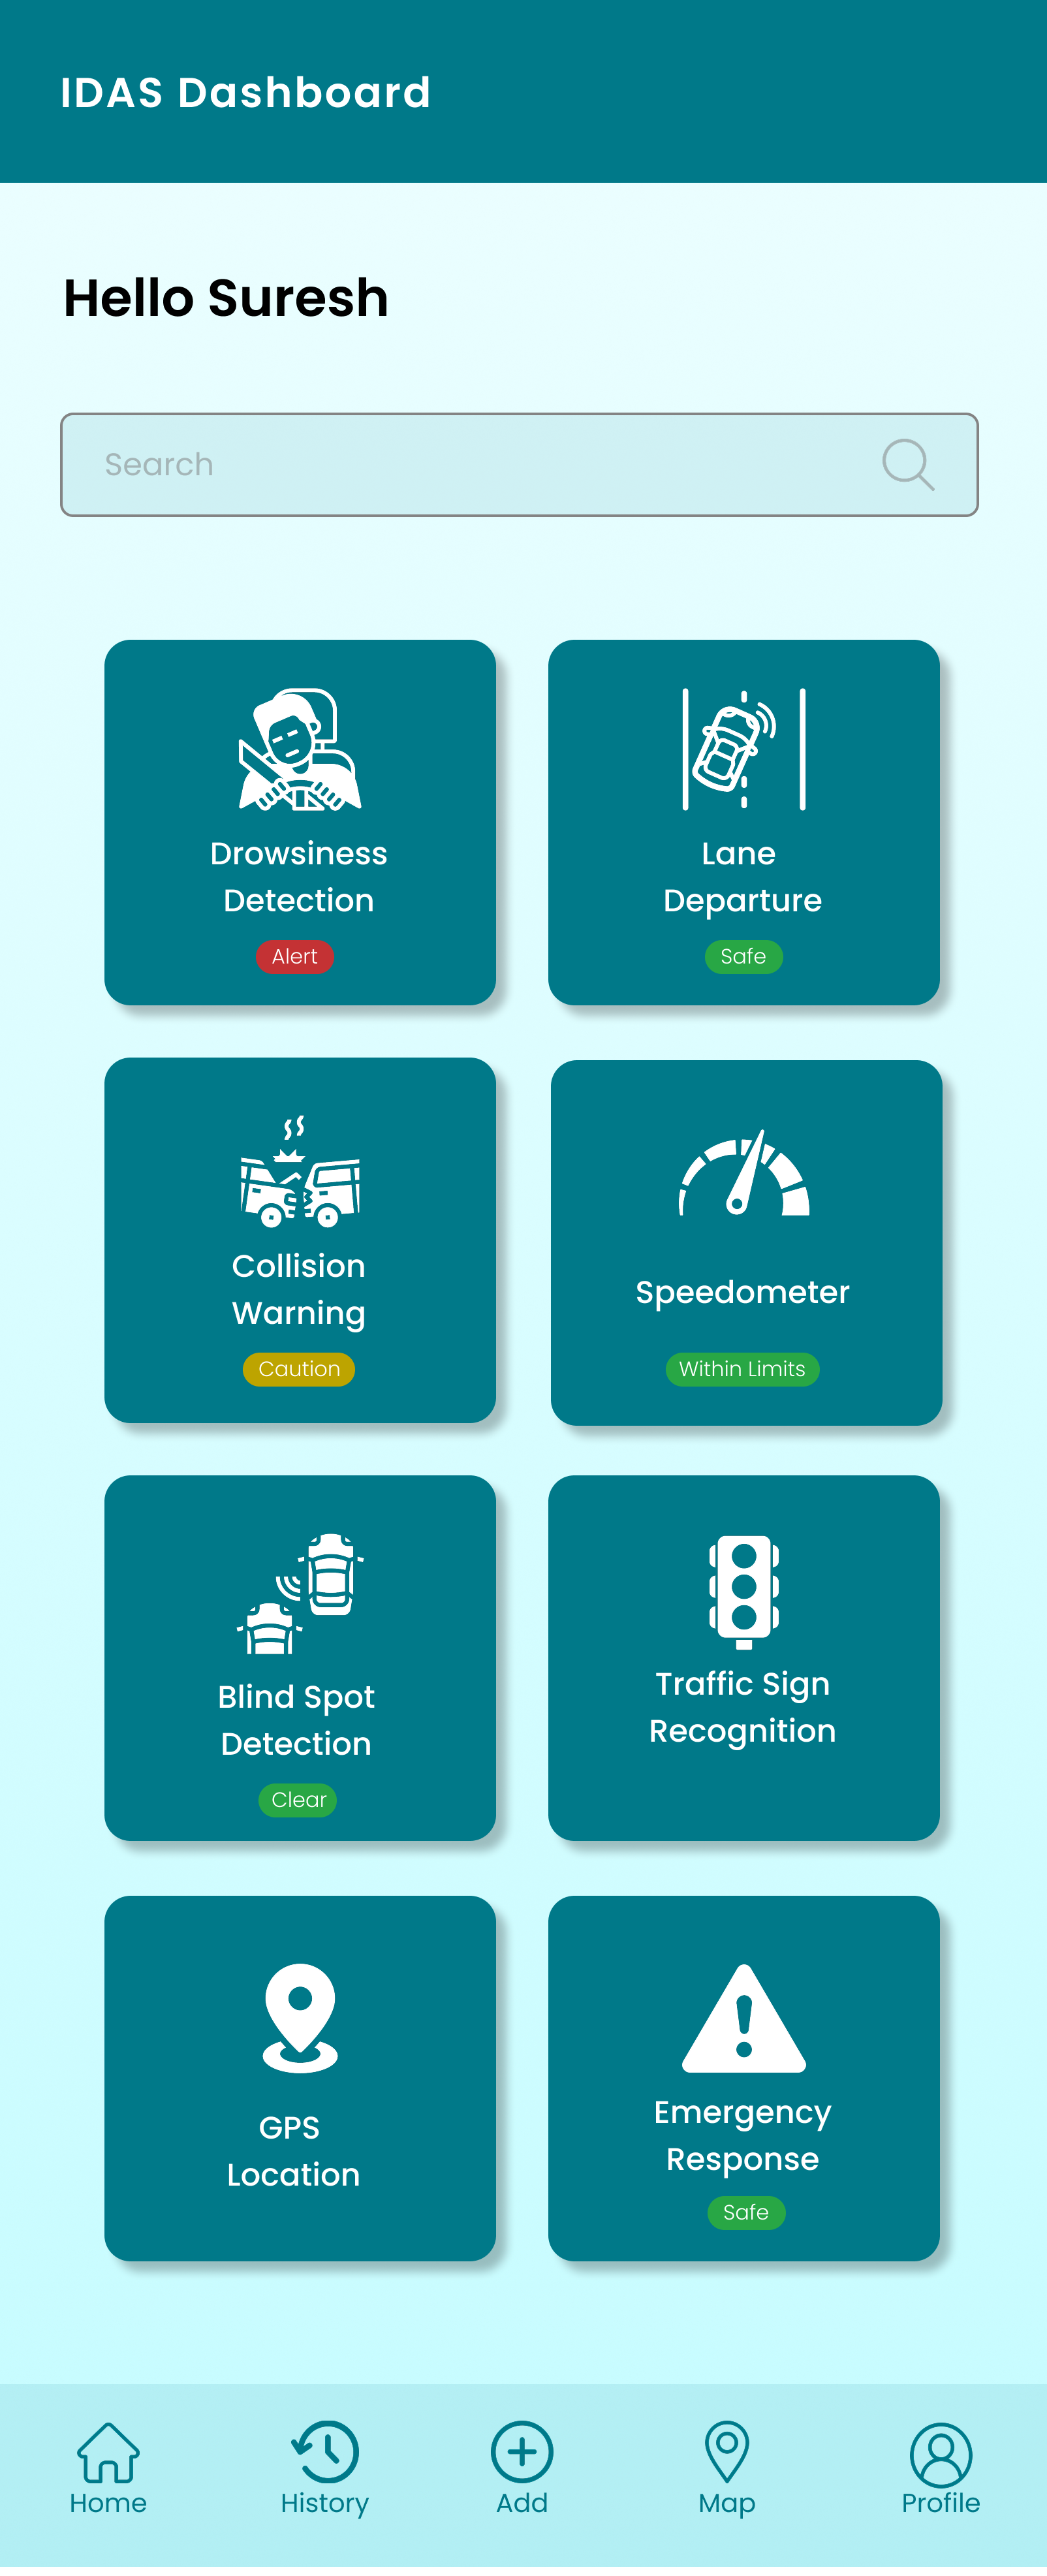 IDAS Dashboard
Hello Suresh
Search
Drowsiness
Detection
Alert
Lane
Departure
Safe
Collision
Warning
Caution
Speedometer
Within Limits
Blind Spot
Detection
Clear
Traffic Sign
Recognition
GPS
Location
Emergency
Response
Safe
Home
History
Add
Map
Profile